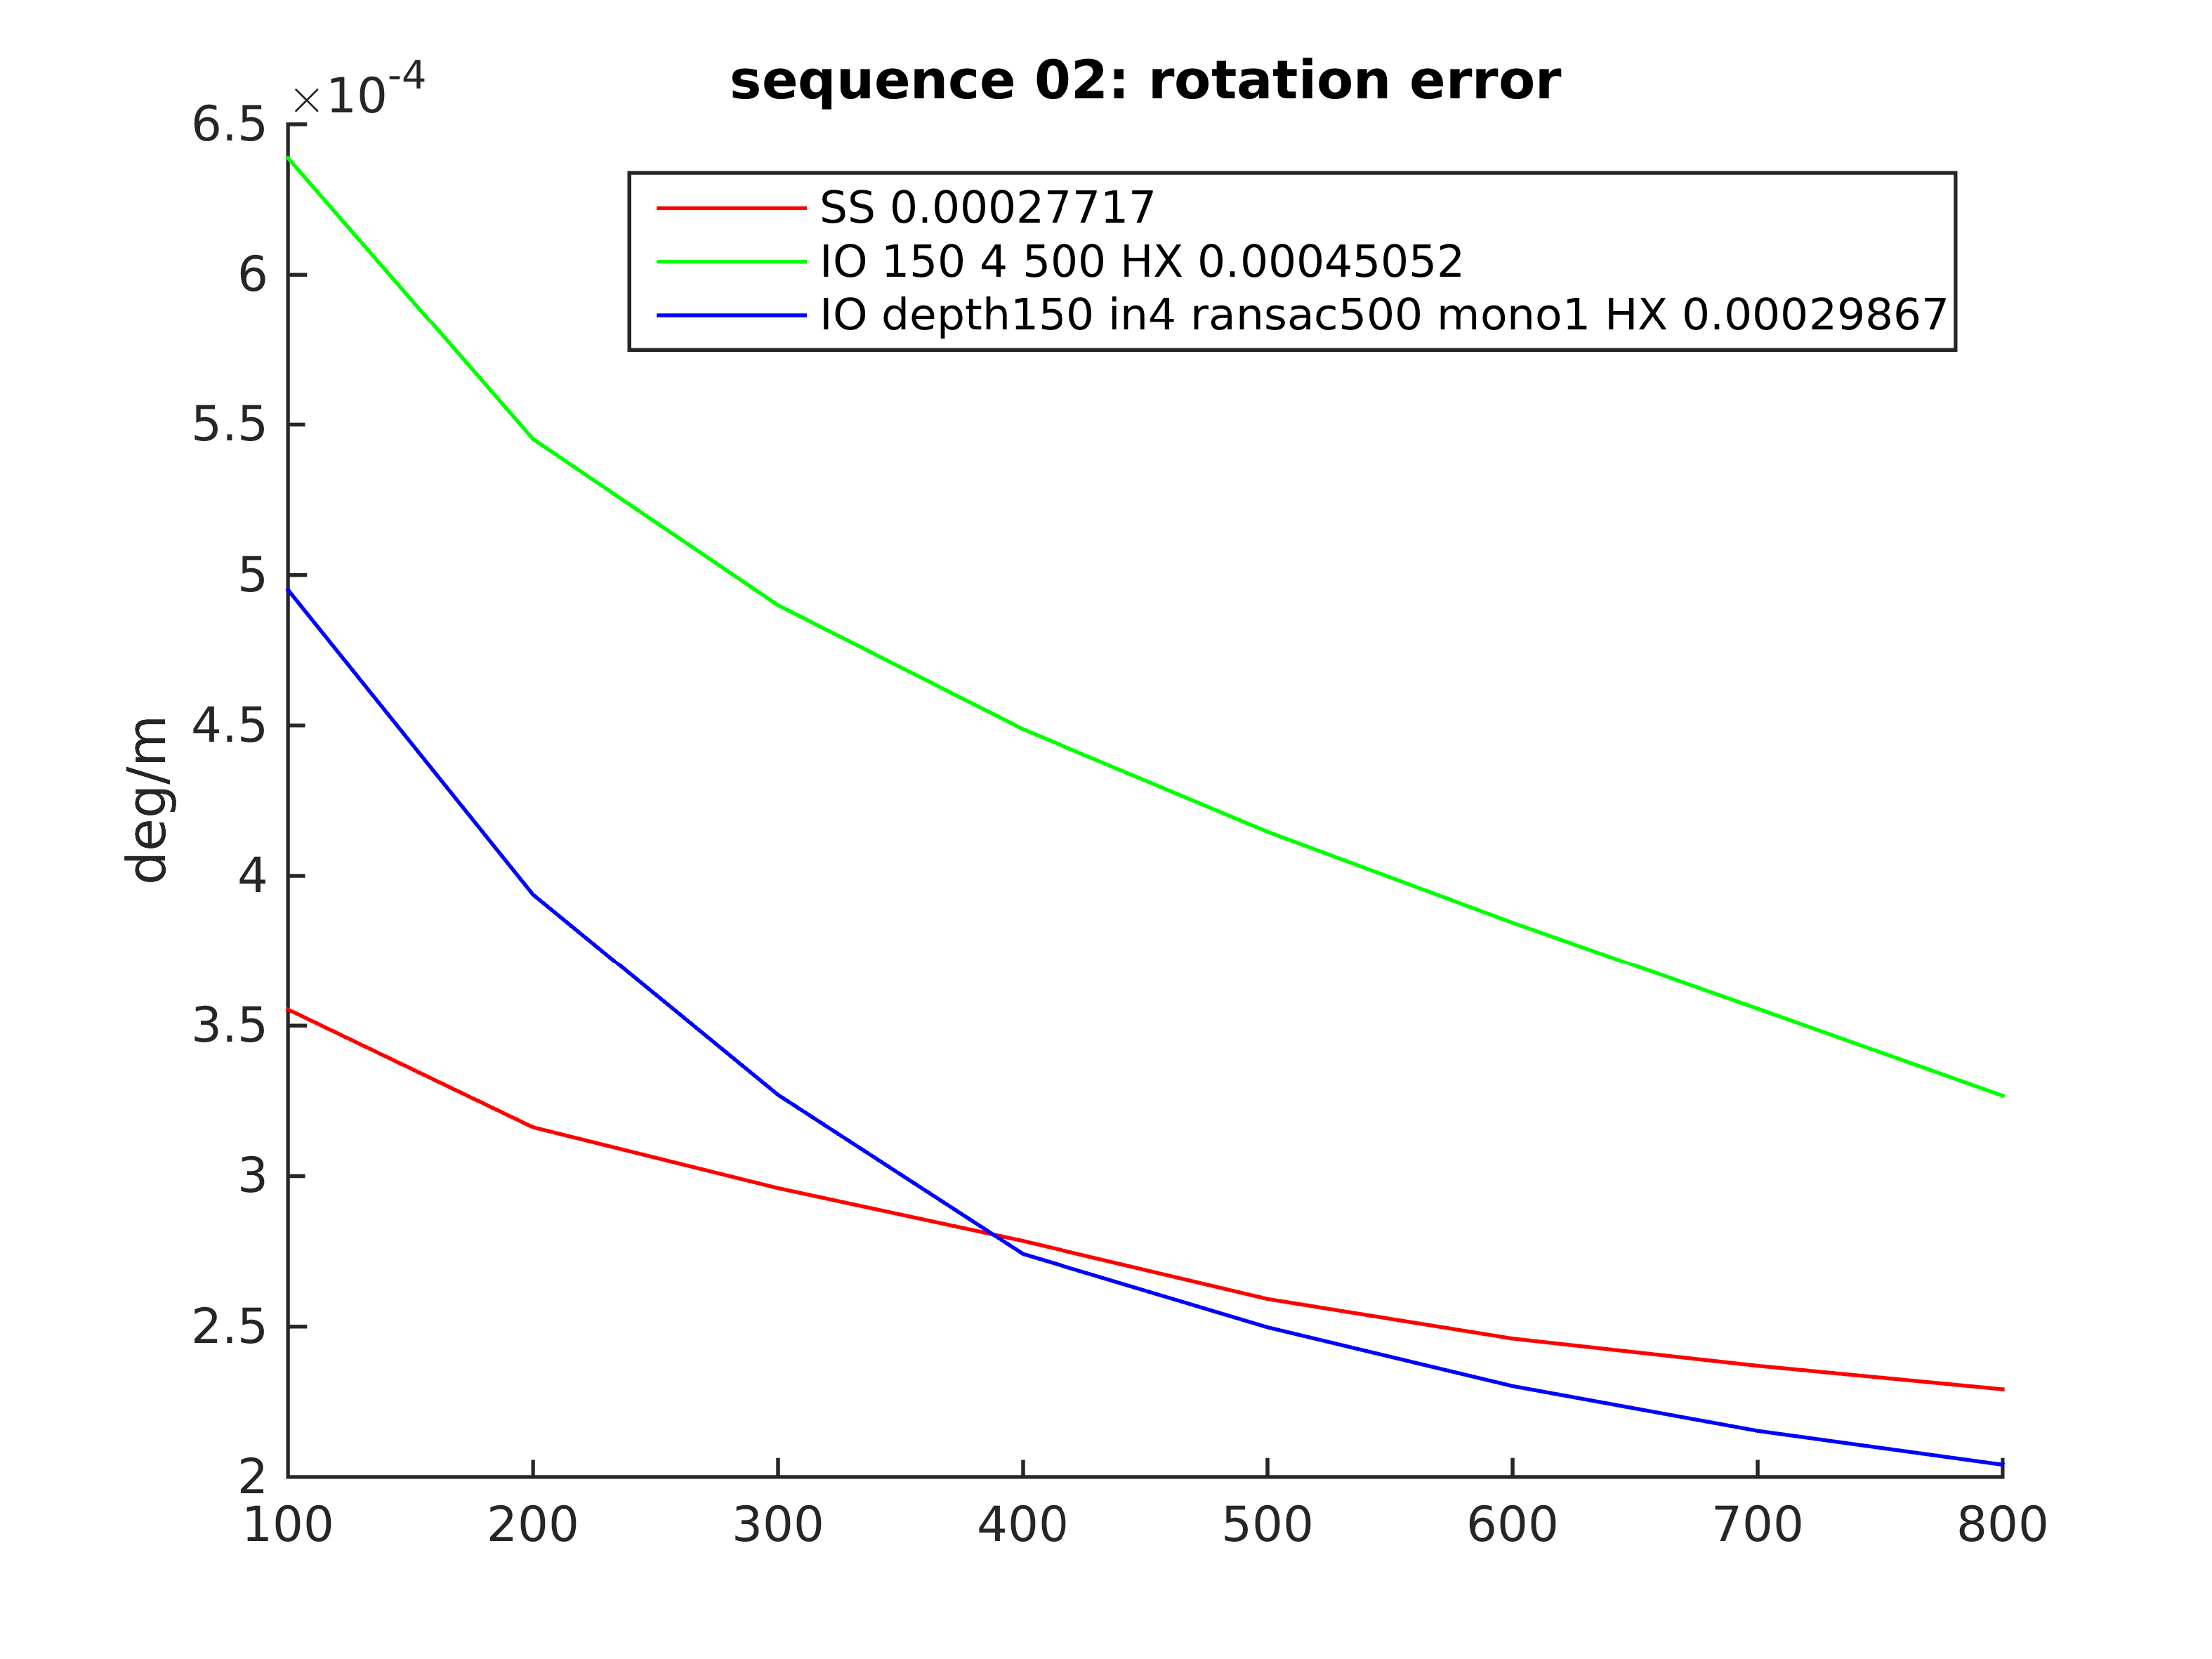 sequence 02: rotation error
×10-4
6.5
6
5.5
5
4.5
4
3.5
3
2.5
2
deg/m
SS 0.00027717
IO 150 4 500 HX 0.00045052
IO depth150 in4 ransac500 mono1 HX 0.00029867
100 200 300 400 500 600 700 800